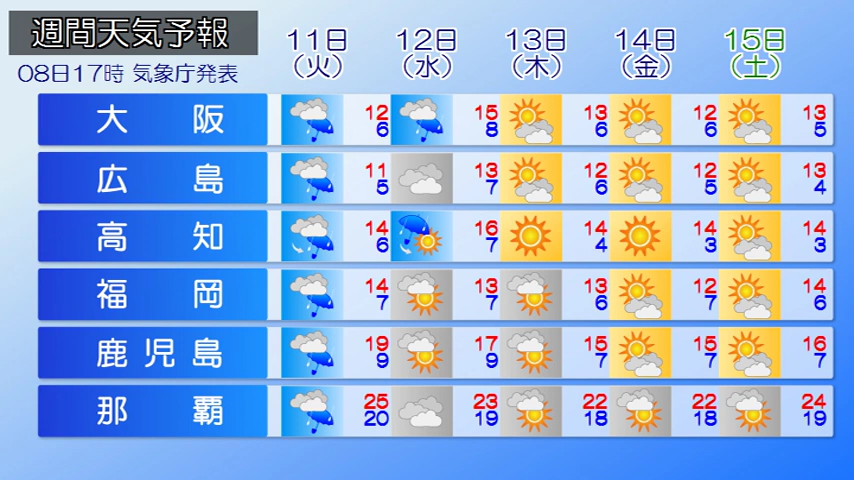 週間天気予報
08日17時 気象庁発表
11日 12日 13日 14日 15日
(火) (水) (木) (金) (土)
大阪 12 15 13 12 13
6 8 6 6 5
広島 11 13 12 12 13
5 7 6 5 4
高知 14 16 14 14 14
6 7 4 3 3
福岡 14 13 13 12 14
7 7 6 7 6
鹿児島 19 17 15 15 16
9 9 7 7 7
那覇 25 23 22 22 24
20 19 18 18 19